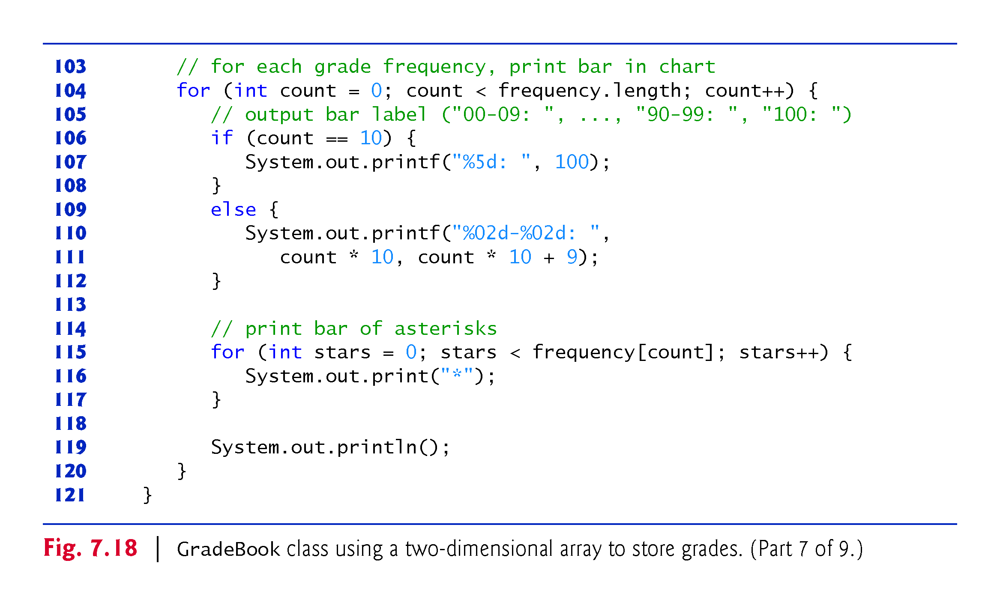 103        // for each grade frequency, print bar in chart
104        for (int count = 0; count < frequency.length; count++) {
105           // output bar label ("00-09: ", ..., "90-99: ", "100: ")
106           if (count == 10) {
107              System.out.printf("%5d: ", 100);
108           }
109           else {
110              System.out.printf("%02d-%02d: ",
111                 count * 10, count * 10 + 9);
112           }
113
114           // print bar of asterisks
115           for (int stars = 0; stars < frequency[count]; stars++) {
116              System.out.print("*");
117           }
118
119           System.out.println();
120        }
121     }
Fig. 7.18 | GradeBook class using a two-dimensional array to store grades. (Part 7 of 9.)